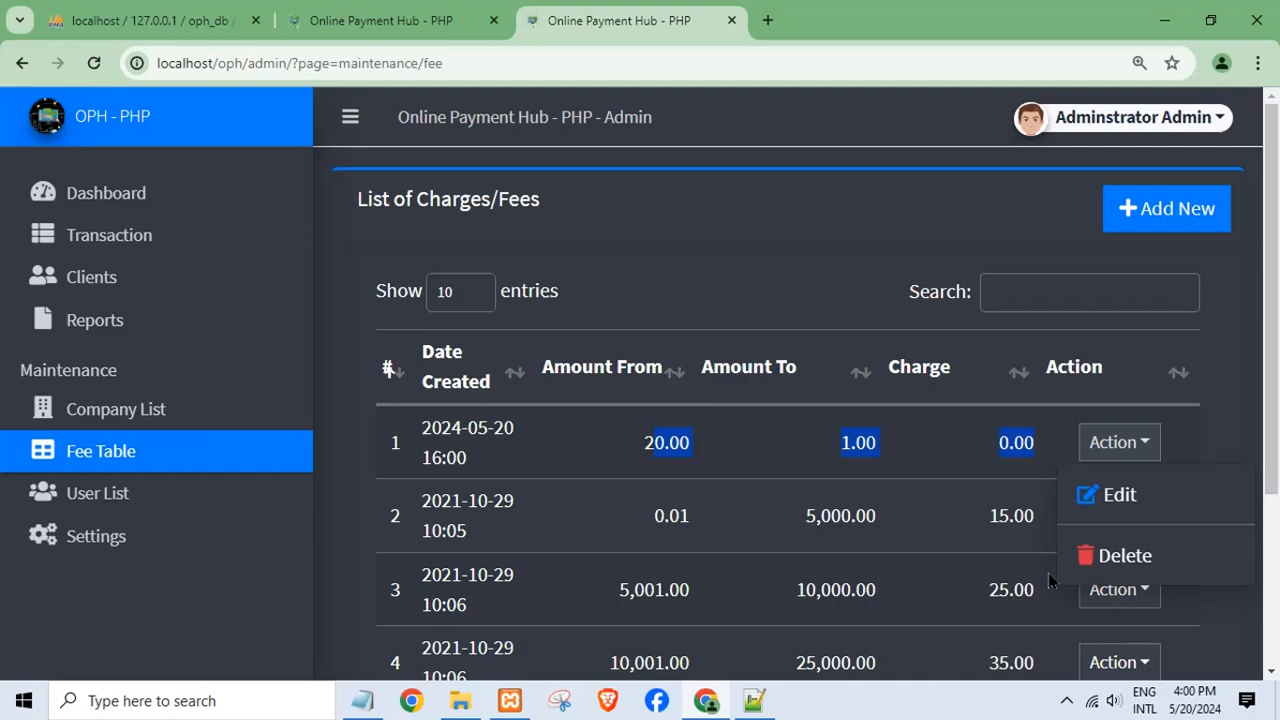 localhost / 127.0.0.1 / oph_db /
Online Payment Hub - PHP
Online Payment Hub - PHP
localhost/oph/admin/?page=maintenance/fee
OPH - PHP
Online Payment Hub - PHP - Admin
Adminstrator Admin
Dashboard
Transaction
Clients
Reports
Maintenance
Company List
Fee Table
User List
Settings
List of Charges/Fees
Add New
Show 10 entries
Search:
# Date Created Amount From Amount To Charge Action
1 2024-05-20 16:00 20.00 1.00 0.00 Action
Edit
Delete
2 2021-10-29 10:05 0.01 5,000.00 15.00
3 2021-10-29 10:06 5,001.00 10,000.00 25.00 Action
4 2021-10-29 10:06 10,001.00 25,000.00 35.00 Action
Type here to search
ENG
INTL
4:00 PM
5/20/2024